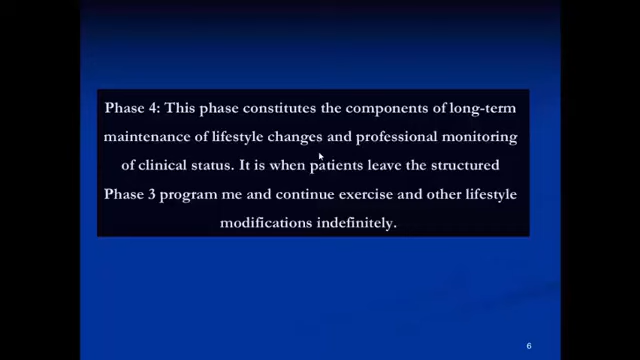 Phase 4: This phase constitutes the components of long-term
maintenance of lifestyle changes and professional monitoring
of clinical status. It is when patients leave the structured
Phase 3 program me and continue exercise and other lifestyle
modifications indefinitely.
6